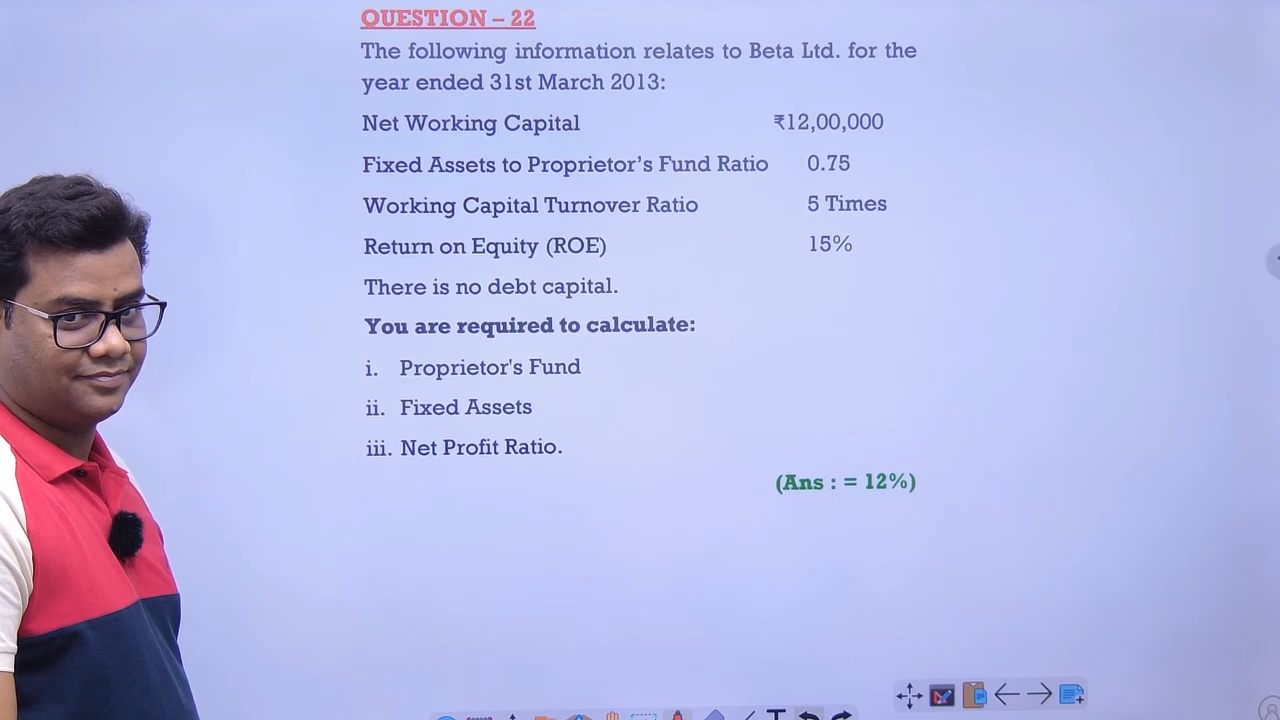 QUESTION – 22
The following information relates to Beta Ltd. for the
year ended 31st March 2013:
Net Working Capital ₹12,00,000
Fixed Assets to Proprietor's Fund Ratio 0.75
Working Capital Turnover Ratio 5 Times
Return on Equity (ROE) 15%
There is no debt capital.
You are required to calculate:
i. Proprietor's Fund
ii. Fixed Assets
iii. Net Profit Ratio.
(Ans : = 12%)